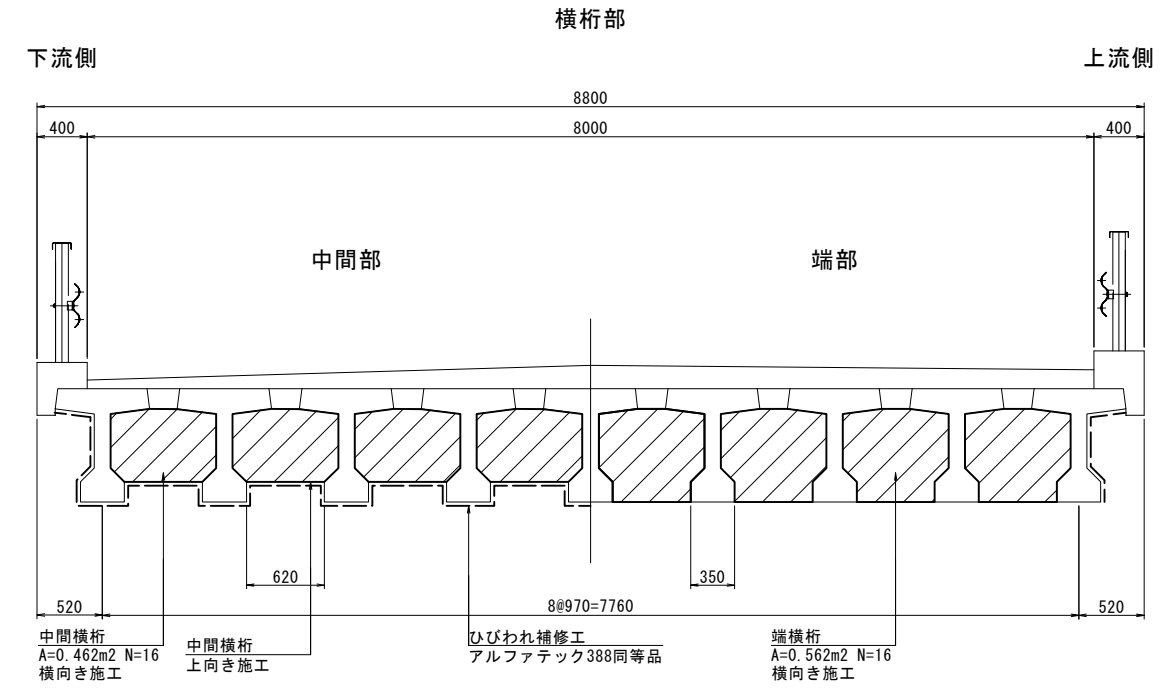 横桁部
下流側
上流側
8800
400
8000
400
中間部
端部
620
350
520
8@970=7760
520
中間横桁
A=0.462m2 N=16
横向き施工
中間横桁
上向き施工
ひびわれ補修工
アルファテック388同等品
端横桁
A=0.562m2 N=16
横向き施工